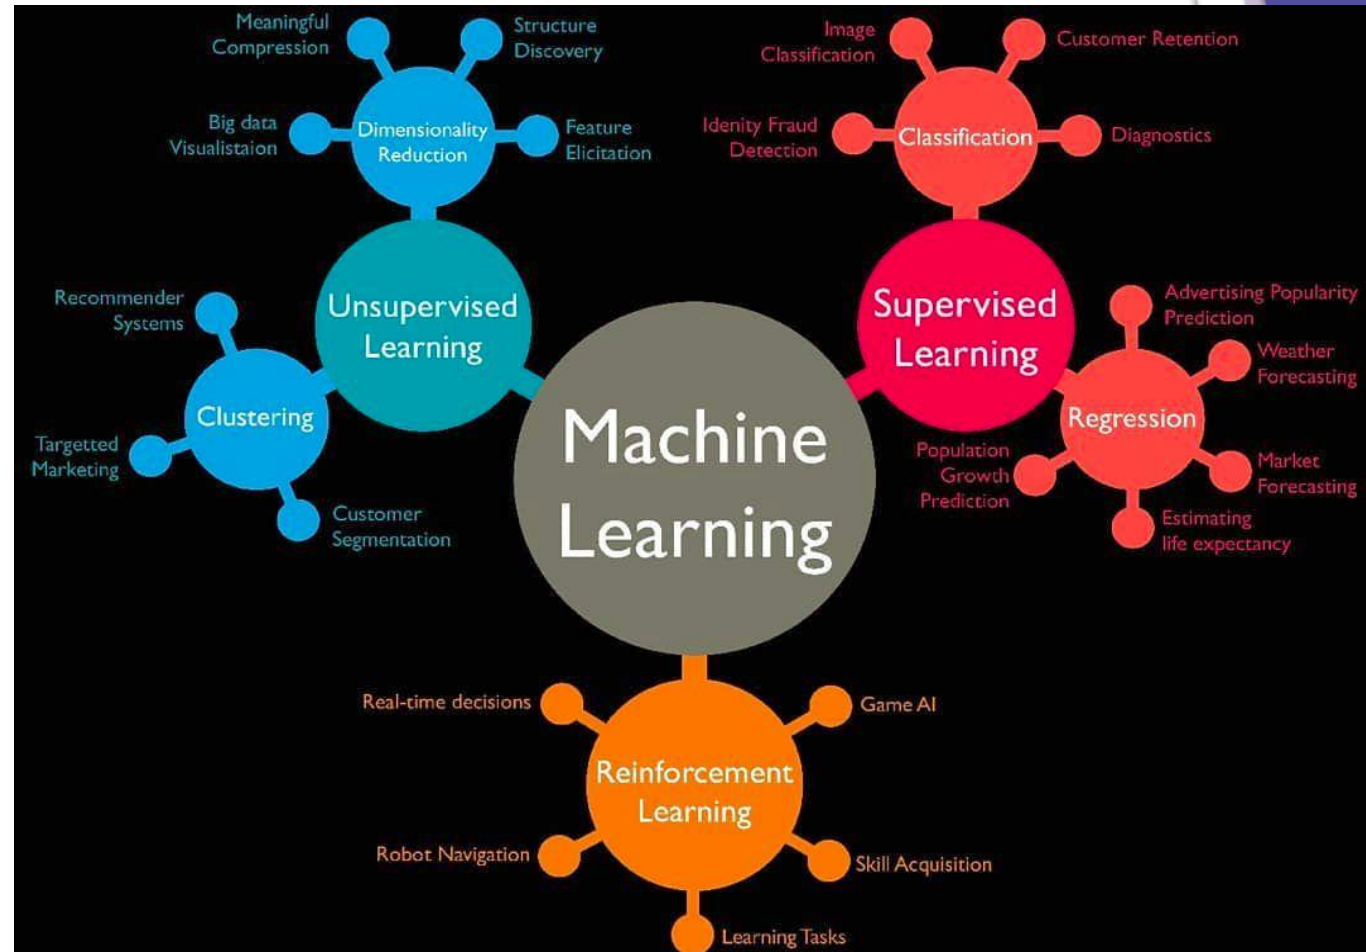 Meaningful
Compression
Structure
Discovery
Big data
Visualistaion
Dimensionality
Reduction
Feature
Elicitation
Unsupervised
Learning
Recommender
Systems
Clustering
Targetted
Marketing
Customer
Segmentation
Image
Classification
Customer Retention
Idenity Fraud
Detection
Classification
Diagnostics
Supervised
Learning
Advertising Popularity
Prediction
Weather
Forecasting
Regression
Population
Growth
Prediction
Market
Forecasting
Estimating
life expectancy
Machine
Learning
Real-time decisions
Game AI
Reinforcement
Learning
Robot Navigation
Skill Acquisition
Learning Tasks